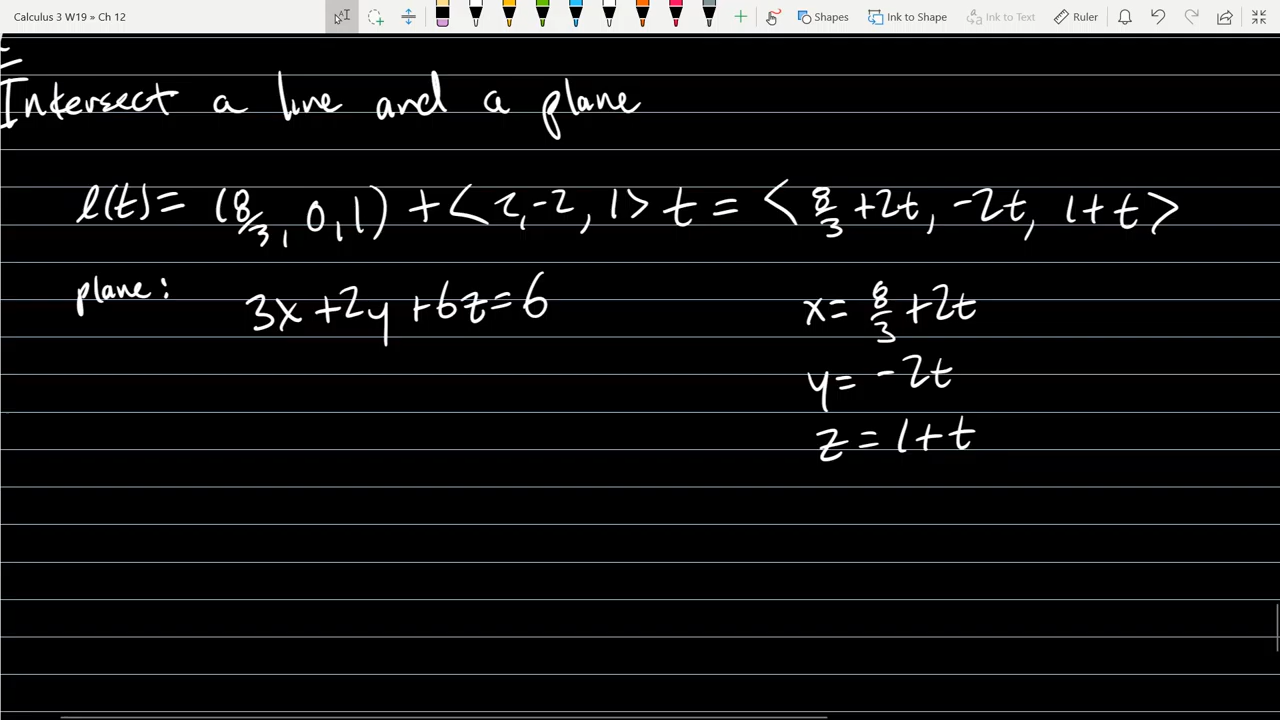 Calculus 3 W19 » Ch 12
Shapes Ink to Shape Ink to Text Ruler
Intersect a line and a plane
l(t) = (8/3, 0, 1) + <2, -2, 1> t = <8/3 + 2t, -2t, 1 + t>
plane: 3x + 2y + 6z = 6
x = 8/3 + 2t
y = -2t
z = 1 + t